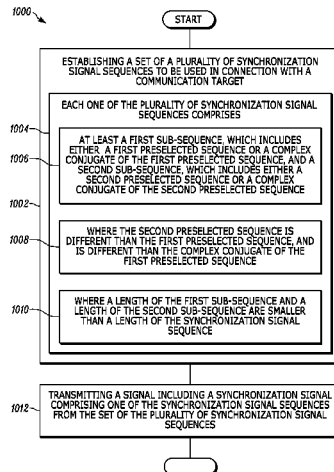 1000
START
ESTABLISHING A SET OF A PLURALITY OF SYNCHRONIZATION
SIGNAL SEQUENCES TO BE USED IN CONNECTION WITH A
COMMUNICATION TARGET
EACH ONE OF THE PLURALITY OF SYNCHRONIZATION SIGNAL
SEQUENCES COMPRISES
1004
AT LEAST A FIRST SUB-SEQUENCE, WHICH INCLUDES
EITHER A FIRST PRESELECTED SEQUENCE OR A COMPLEX
CONJUGATE OF THE FIRST PRESELECTED SEQUENCE, AND A
SECOND SUB-SEQUENCE, WHICH INCLUDES EITHER A
SECOND PRESELECTED SEQUENCE OR A COMPLEX
CONJUGATE OF THE SECOND PRESELECTED SEQUENCE
1006
1002
WHERE THE SECOND PRESELECTED SEQUENCE IS
DIFFERENT THAN THE FIRST PRESELECTED SEQUENCE, AND
IS DIFFERENT THAN THE COMPLEX CONJUGATE OF THE
FIRST PRESELECTED SEQUENCE
1008
WHERE A LENGTH OF THE FIRST SUB-SEQUENCE AND A
LENGTH OF THE SECOND SUB-SEQUENCE ARE SMALLER
THAN A LENGTH OF THE SYNCHRONIZATION SIGNAL
SEQUENCE
1010
TRANSMITTING A SIGNAL INCLUDING A SYNCHRONIZATION SIGNAL
COMPRISING ONE OF THE SYNCHRONIZATION SIGNAL SEQUENCES
FROM THE SET OF THE PLURALITY OF SYNCHRONIZATION SIGNAL
SEQUENCES
1012